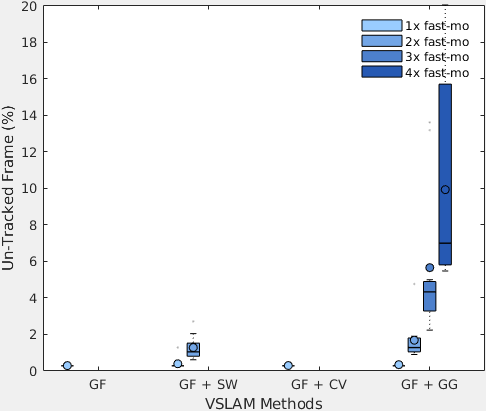 20
18
16
14
12
10
8
6
4
2
0
Un-Tracked Frame (%)
1x fast-mo
2x fast-mo
3x fast-mo
4x fast-mo
GF
GF + SW
GF + CV
GF + GG
VSLAM Methods